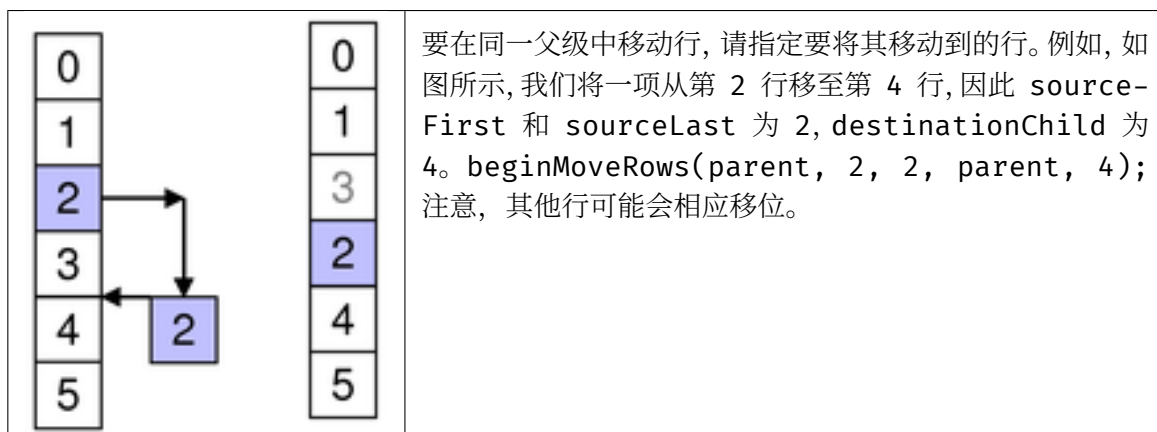 0
1
2
3
4
5
2
0
1
3
2
4
5
要在同一父级中移动行, 请指定要将其移动到的行。例如, 如
图所示, 我们将一项从第 2 行移至第 4 行, 因此 source-
First 和 sourceLast 为 2, destinationChild 为
4。beginMoveRows(parent, 2, 2, parent, 4);
注意, 其他行可能会相应移位。